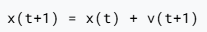 x(t+1) = x(t) + v(t+1)